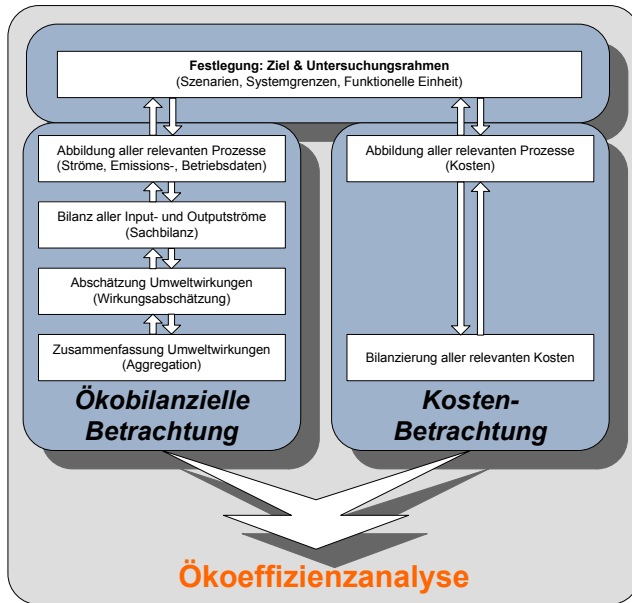 Festlegung: Ziel & Untersuchungsrahmen
(Szenarien, Systemgrenzen, Funktionelle Einheit)
Abbildung aller relevanten Prozesse
(Ströme, Emissions-, Betriebsdaten)
Bilanz aller Input- und Outputströme
(Sachbilanz)
Abschätzung Umweltwirkungen
(Wirkungsabschätzung)
Zusammenfassung Umweltwirkungen
(Aggregation)
Ökobilanzielle
Betrachtung
Abbildung aller relevanten Prozesse
(Kosten)
Bilanzierung aller relevanten Kosten
Kosten-
Betrachtung
Ökoeffizienzanalyse